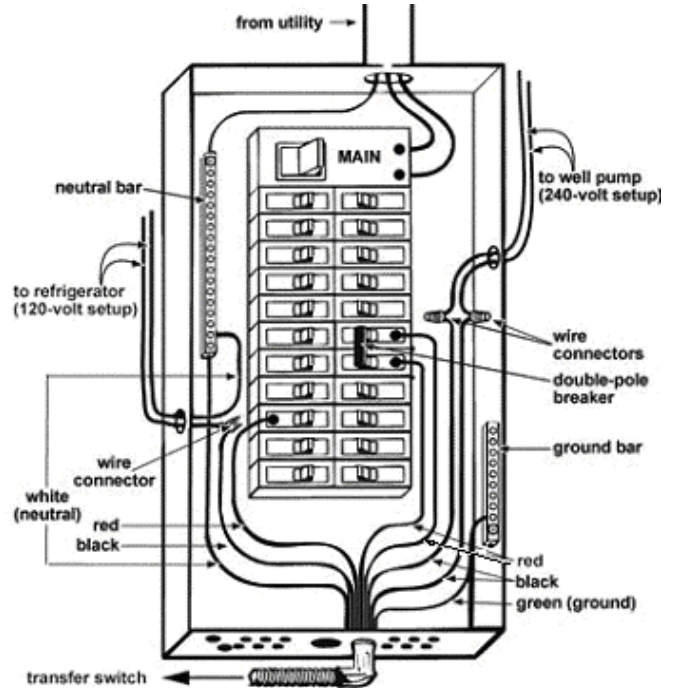 from utility
MAIN
neutral bar
to well pump
(240-volt setup)
to refrigerator
(120-volt setup)
wire
connectors
double-pole
breaker
wire
connector
ground bar
white
(neutral)
red
black
red
black
green (ground)
transfer switch